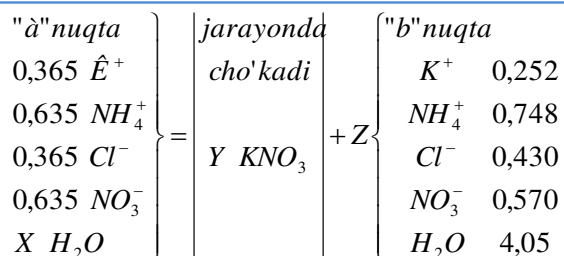 "à" nuqta jarayonda "b" nuqta
0,365 Ê⁺ cho'kadi K⁺ 0,252
0,635 NH₄⁺ = + Z NH₄⁺ 0,748
0,365 Cl⁻ Y KNO₃ Cl⁻ 0,430
0,635 NO₃⁻ NO₃⁻ 0,570
X H₂O H₂O 4,05